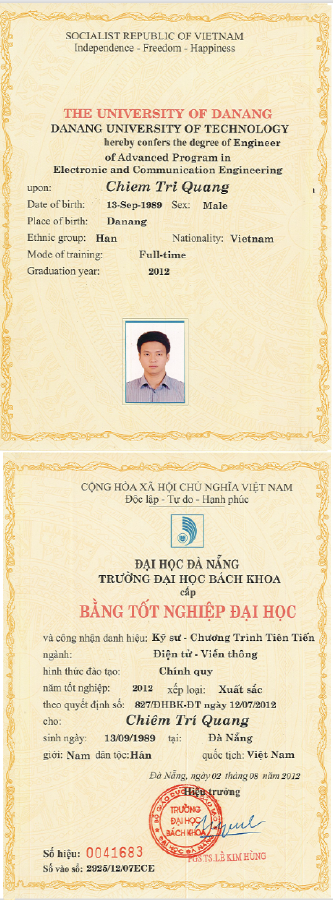 SOCIALIST REPUBLIC OF VIETNAM
Independence - Freedom - Happiness
THE UNIVERSITY OF DANANG
DANANG UNIVERSITY OF TECHNOLOGY
hereby confers the degree of Engineer
of Advanced Program in
Electronic and Communication Engineering
upon: Chiem Tri Quang
Date of birth: 13-Sep-1989 Sex: Male
Place of birth: Danang
Ethnic group: Han Nationality: Vietnam
Mode of training: Full-time
Graduation year: 2012
CỘNG HÒA XÃ HỘI CHỦ NGHĨA VIỆT NAM
Độc lập - Tự do - Hạnh phúc
ĐẠI HỌC ĐÀ NẴNG
TRƯỜNG ĐẠI HỌC BÁCH KHOA
cấp
BẰNG TỐT NGHIỆP ĐẠI HỌC
và công nhận danh hiệu: Kỹ sư - Chương Trình Tiên Tiến
ngành: Điện tử - Viễn thông
hình thức đào tạo: Chính quy
năm tốt nghiệp: 2012 xếp loại: Xuất sắc
theo quyết định số: 827/ĐHBK-ĐT ngày 12/07/2012
cho: Chiêm Trí Quang
sinh ngày: 13/09/1989 tại: Đà Nẵng
giới: Nam dân tộc: Hán quốc tịch: Việt Nam
Đà Nẵng, ngày 02 tháng 08 năm 2012
Hiệu trưởng
TRƯỜNG
ĐẠI HỌC
BÁCH KHOA
PGS.TS. LÊ KIM HÙNG
Số hiệu: 0041683
Số vào sổ: 2925/12/07ECE